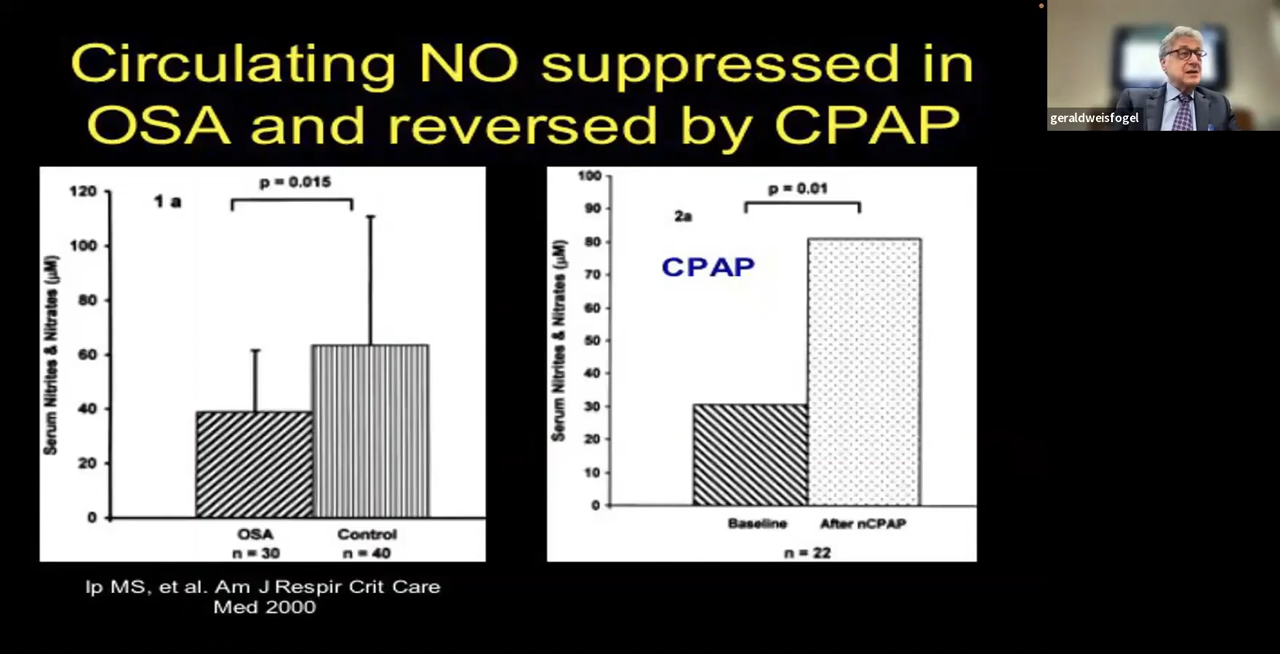 Circulating NO suppressed in
OSA and reversed by CPAP
geraldweisfogel
1 a
p = 0.015
Serum Nitrites & Nitrates (µM)
120
100
80
60
40
20
0
OSA
Control
n = 30
n = 40
2a
p = 0.01
CPAP
Serum Nitrites & Nitrates (µM)
100
90
80
70
60
50
40
30
20
10
0
Baseline
After nCPAP
n = 22
Ip MS, et al. Am J Respir Crit Care
Med 2000